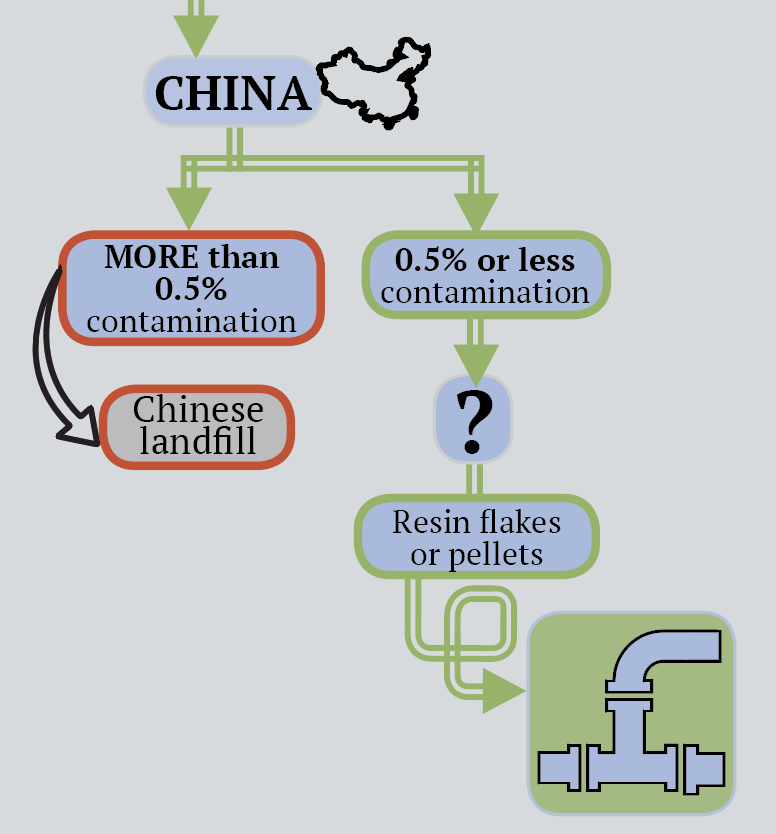 CHINA
MORE than
0.5%
contamination
0.5% or less
contamination
Chinese
landfill
?
Resin flakes
or pellets